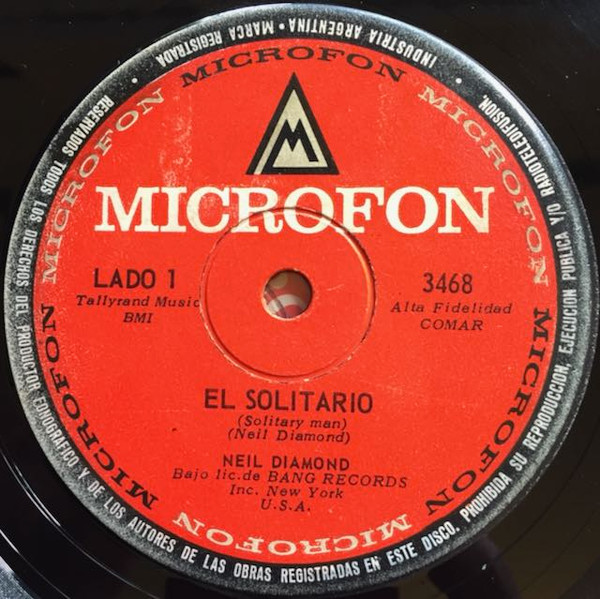 INDUSTRIA ARGENTINA • MARCA REGISTRADA •
RESERVADOS TODOS LOS DERECHOS DEL PRODUCTOR FONOGRAFICO Y DE LOS AUTORES DE LAS OBRAS REGISTRADAS EN ESTE DISCO. PROHIBIDA SU REPRODUCCION, EJECUCION PUBLICA Y/O RADIOTELEDIFUSION.
MICROFON
MICROFON
MICROFON
MICROFON
MICROFON
MICROFON
MICROFON
M
MICROFON
LADO 1
Tallyrand Music
BMI
3468
Alta Fidelidad
COMAR
EL SOLITARIO
(Solitary man)
(Neil Diamond)
NEIL DIAMOND
Bajo lic.de BANG RECORDS
Inc. New York
U.S.A.